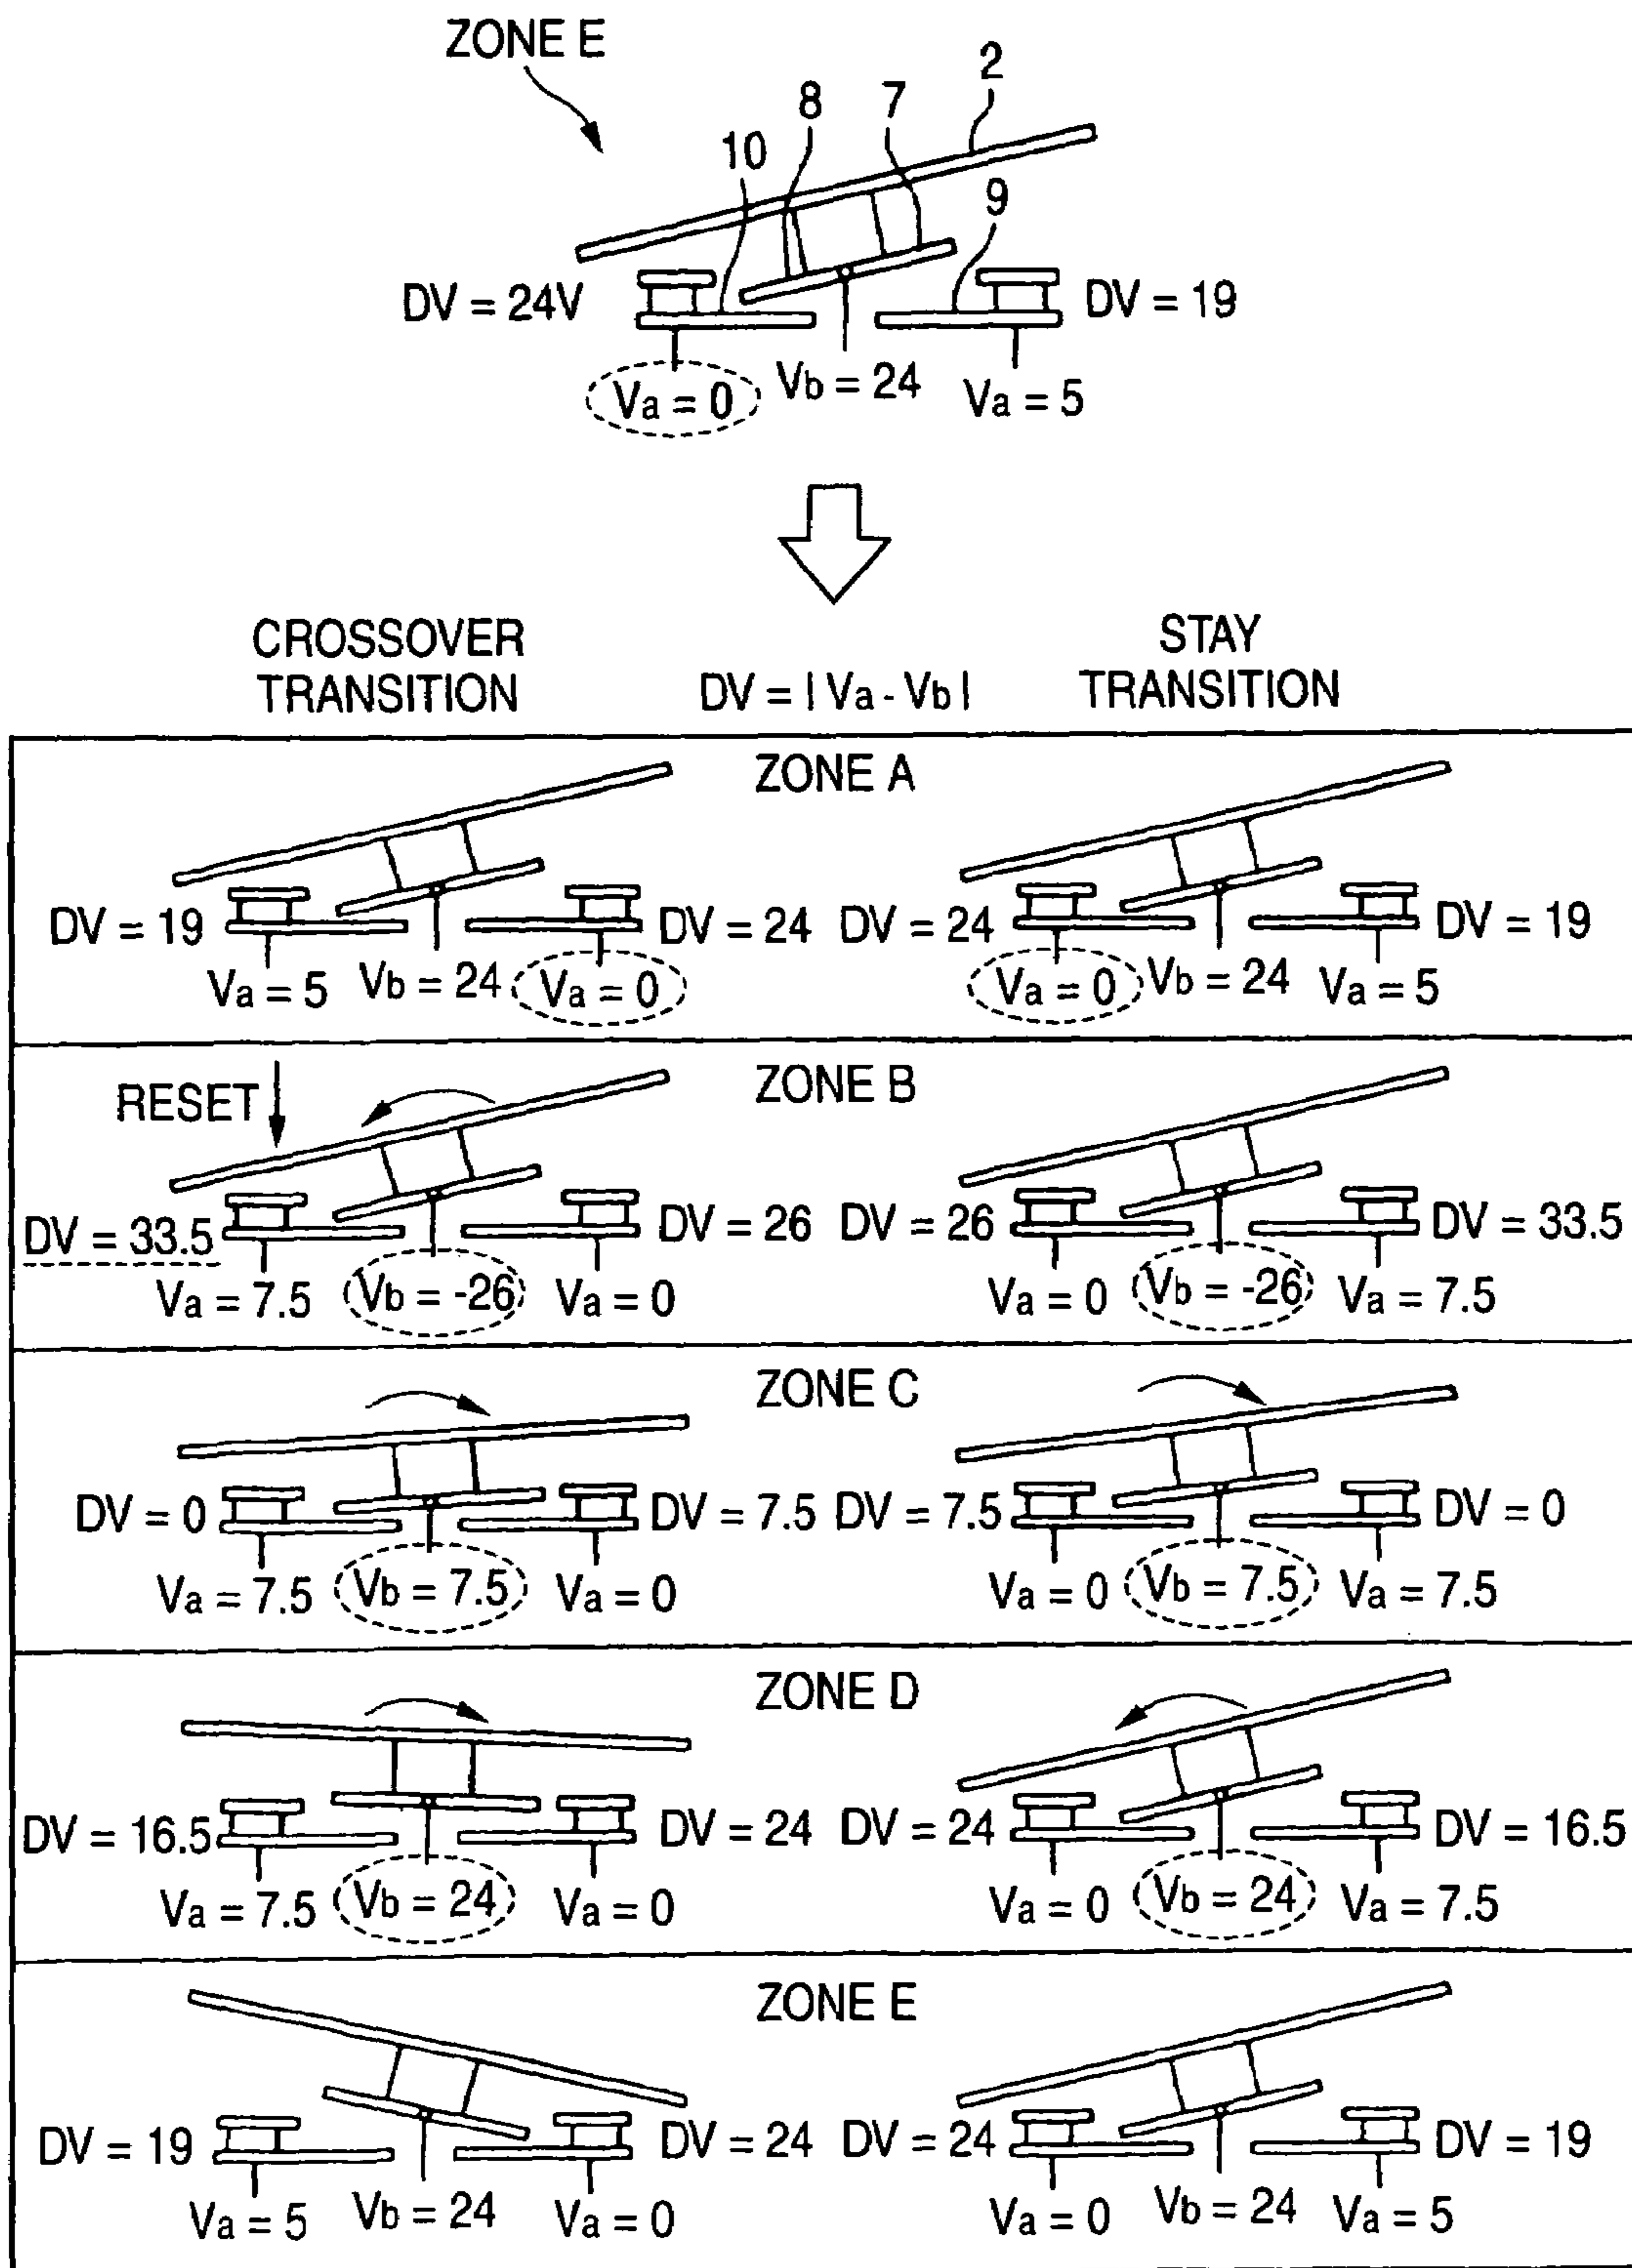 ZONE E
2
8 7
10
9
DV = 24V
DV = 19
Va = 0 Vb = 24 Va = 5
CROSSOVER TRANSITION
DV = | Va - Vb |
STAY TRANSITION
ZONE A
DV = 19 DV = 24 DV = 24 DV = 19
Va = 5 Vb = 24 Va = 0 Va = 0 Vb = 24 Va = 5
ZONE B
RESET
DV = 33.5 DV = 26 DV = 26 DV = 33.5
Va = 7.5 Vb = -26 Va = 0 Va = 0 Vb = -26 Va = 7.5
ZONE C
DV = 0 DV = 7.5 DV = 7.5 DV = 0
Va = 7.5 Vb = 7.5 Va = 0 Va = 0 Vb = 7.5 Va = 7.5
ZONE D
DV = 16.5 DV = 24 DV = 24 DV = 16.5
Va = 7.5 Vb = 24 Va = 0 Va = 0 Vb = 24 Va = 7.5
ZONE E
DV = 19 DV = 24 DV = 24 DV = 19
Va = 5 Vb = 24 Va = 0 Va = 0 Vb = 24 Va = 5